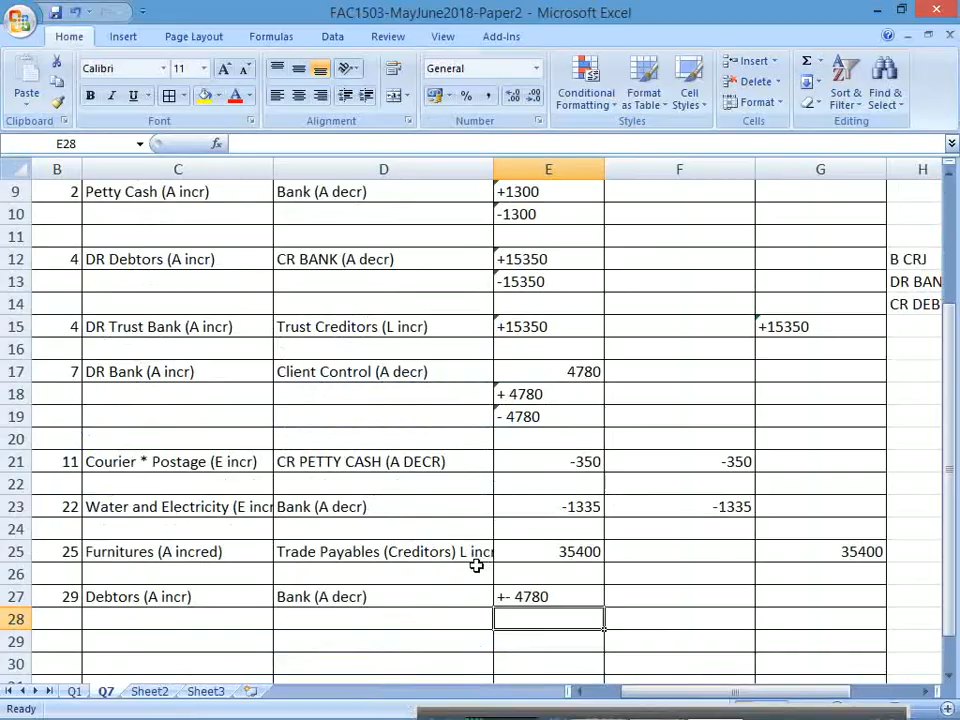 FAC1503-MayJune2018-Paper2 - Microsoft Excel
Home Insert Page Layout Formulas Data Review View Add-Ins
Calibri 11 General Insert Σ
Paste B I U % , Conditional Formatting Format as Table Cell Styles Delete Format Sort & Filter Find & Select
Clipboard Font Alignment Number Styles Cells Editing
E28 fx
B C D E F G H
9 2 Petty Cash (A incr) Bank (A decr) +1300
10 -1300
11
12 4 DR Debtors (A incr) CR BANK (A decr) +15350 B CRJ
13 -15350 DR BAN
14 CR DEB
15 4 DR Trust Bank (A incr) Trust Creditors (L incr) +15350 +15350
16
17 7 DR Bank (A incr) Client Control (A decr) 4780
18 + 4780
19 - 4780
20
21 11 Courier * Postage (E incr) CR PETTY CASH (A DECR) -350 -350
22
23 22 Water and Electricity (E incr Bank (A decr) -1335 -1335
24
25 25 Furnitures (A incred) Trade Payables (Creditors) L incr 35400 35400
26
27 29 Debtors (A incr) Bank (A decr) +- 4780
28
29
30
Q1 Q7 Sheet2 Sheet3
Ready